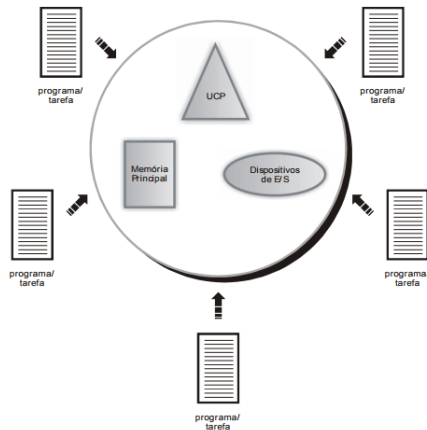 programa/
tarefa
programa/
tarefa
UCP
Memória
Principal
Dispositivos
de E/S
programa/
tarefa
programa/
tarefa
programa/
tarefa